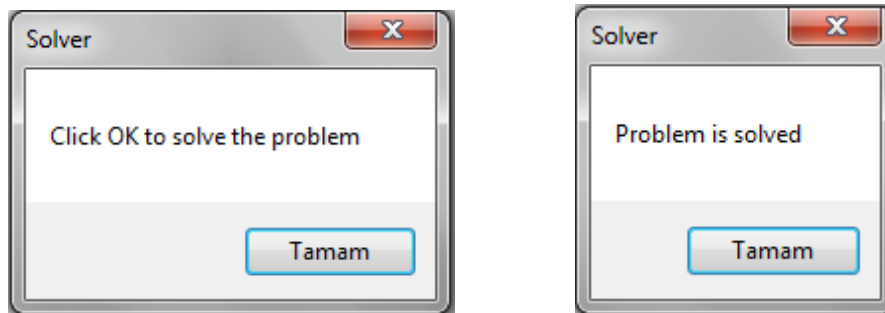 Solver
Click OK to solve the problem
Tamam
Solver
Problem is solved
Tamam